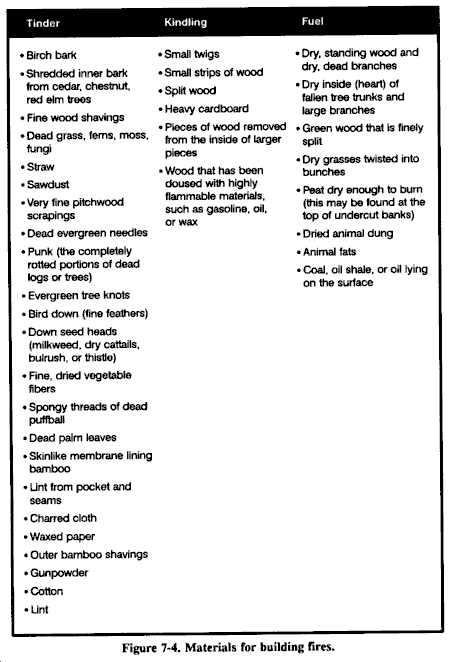 Tinder
• Birch bark
• Shredded inner bark
from cedar, chestnut,
red elm trees
• Fine wood shavings
• Dead grass, ferns, moss,
fungi
• Straw
• Sawdust
• Very fine pitchwood
scrapings
• Dead evergreen needles
• Punk (the completely
rotted portions of dead
logs or trees)
• Evergreen tree knots
• Bird down (fine feathers)
• Down seed heads
(milkweed, dry cattails,
bulrush, or thistle)
• Fine, dried vegetable
fibers
• Spongy threads of dead
puffball
• Dead palm leaves
• Skinlike membrane lining
bamboo
• Lint from pocket and
seams
• Charred cloth
• Waxed paper
• Outer bamboo shavings
• Gunpowder
• Cotton
• Lint
Kindling
• Small twigs
• Small strips of wood
• Split wood
• Heavy cardboard
• Pieces of wood removed
from the inside of larger
pieces
• Wood that has been
doused with highly
flammable materials,
such as gasoline, oil,
or wax
Fuel
• Dry, standing wood and
dry, dead branches
• Dry inside (heart) of
fallen tree trunks and
large branches
• Green wood that is finely
split
• Dry grasses twisted into
bunches
• Peat dry enough to burn
(this may be found at the
top of undercut banks)
• Dried animal dung
• Animal fats
• Coal, oil shale, or oil lying
on the surface
Figure 7-4. Materials for building fires.